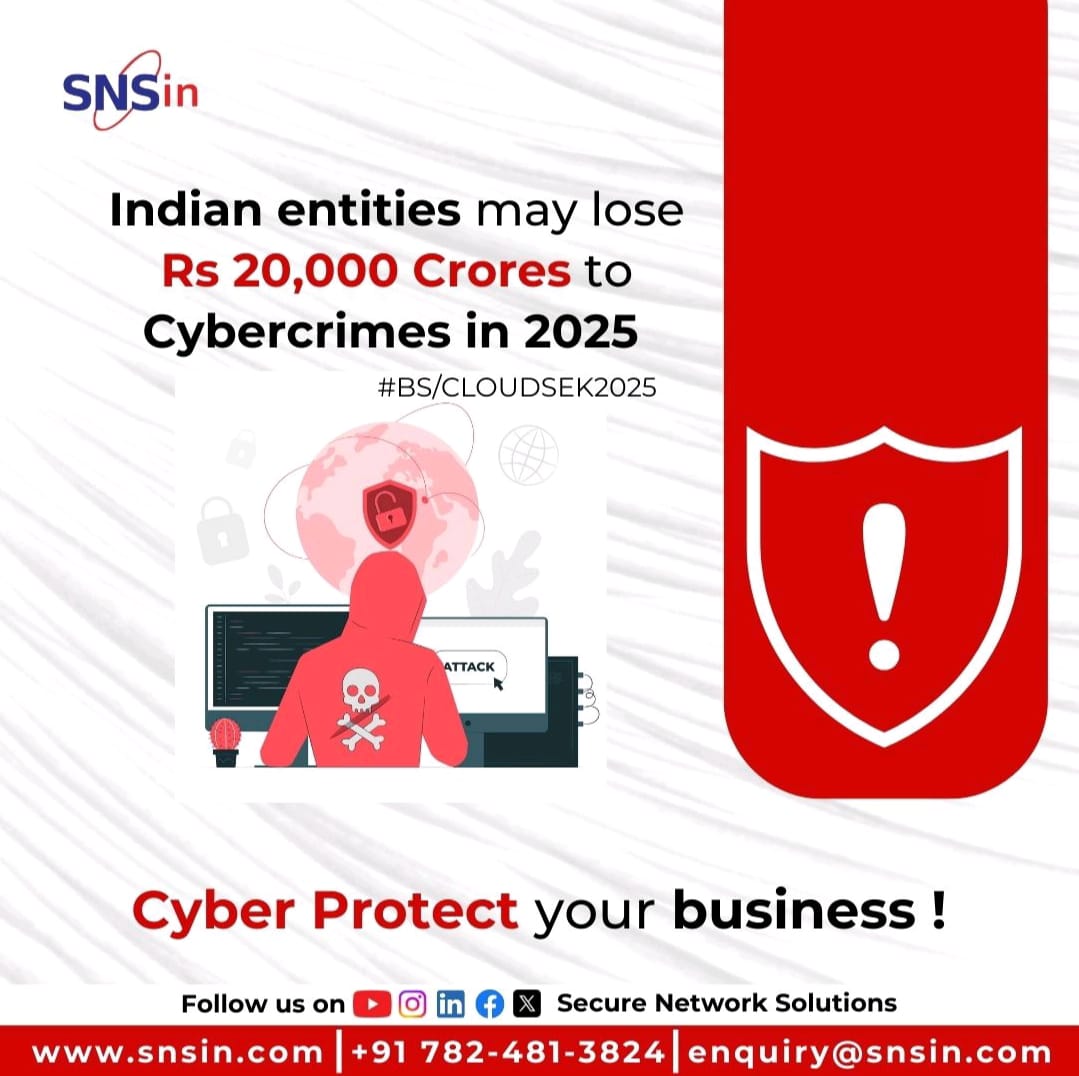 SNSin
Indian entities may lose
Rs 20,000 Crores to
Cybercrimes in 2025
#BS/CLOUDSEK2025
ATTACK
Cyber Protect your business !
Follow us on Secure Network Solutions
www.snsin.com | +91 782-481-3824 | enquiry@snsin.com